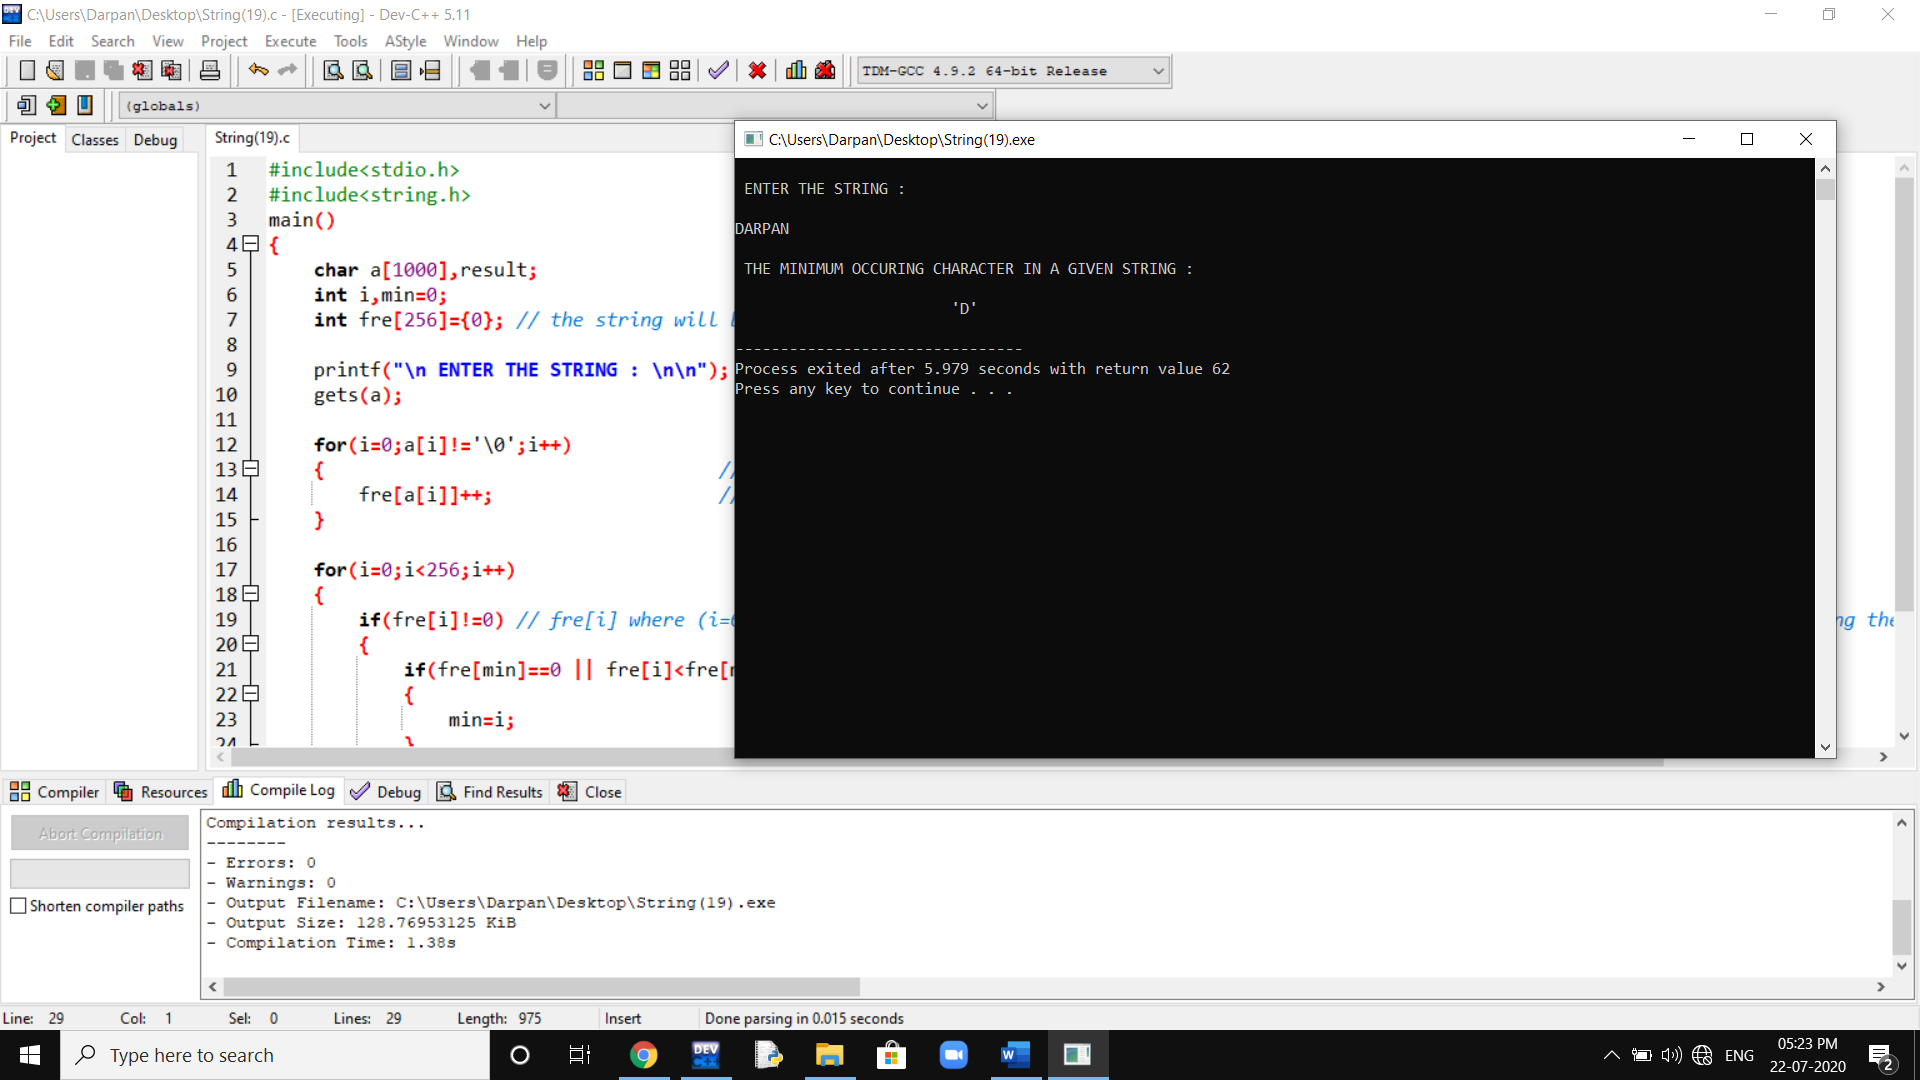 C:\Users\Darpan\Desktop\String(19).c - [Executing] - Dev-C++ 5.11
File Edit Search View Project Execute Tools AStyle Window Help
TDM-GCC 4.9.2 64-bit Release
(globals)
Project Classes Debug
String(19).c
1 #include<stdio.h>
2 #include<string.h>
3 main()
4 {
5 char a[1000],result;
6 int i,min=0;
7 int fre[256]={0}; // the string will
8
9 printf("\n ENTER THE STRING : \n\n");
10 gets(a);
11
12 for(i=0;a[i]!='\0';i++)
13 { //
14 fre[a[i]]++; //
15 }
16
17 for(i=0;i<256;i++)
18 {
19 if(fre[i]!=0) // fre[i] where (i= ng the
20 {
21 if(fre[min]==0 || fre[i]<fre[
22 {
23 min=i;
24 }
C:\Users\Darpan\Desktop\String(19).exe
ENTER THE STRING :
DARPAN
THE MINIMUM OCCURING CHARACTER IN A GIVEN STRING :
'D'
--------------------------------
Process exited after 5.979 seconds with return value 62
Press any key to continue . . .
Compiler Resources Compile Log Debug Find Results Close
Abort Compilation
Shorten compiler paths
Compilation results...
--------
- Errors: 0
- Warnings: 0
- Output Filename: C:\Users\Darpan\Desktop\String(19).exe
- Output Size: 128.76953125 KiB
- Compilation Time: 1.38s
Line: 29 Col: 1 Sel: 0 Lines: 29 Length: 975 Insert Done parsing in 0.015 seconds
Type here to search
DEV
C++
ENG
05:23 PM
22-07-2020
2